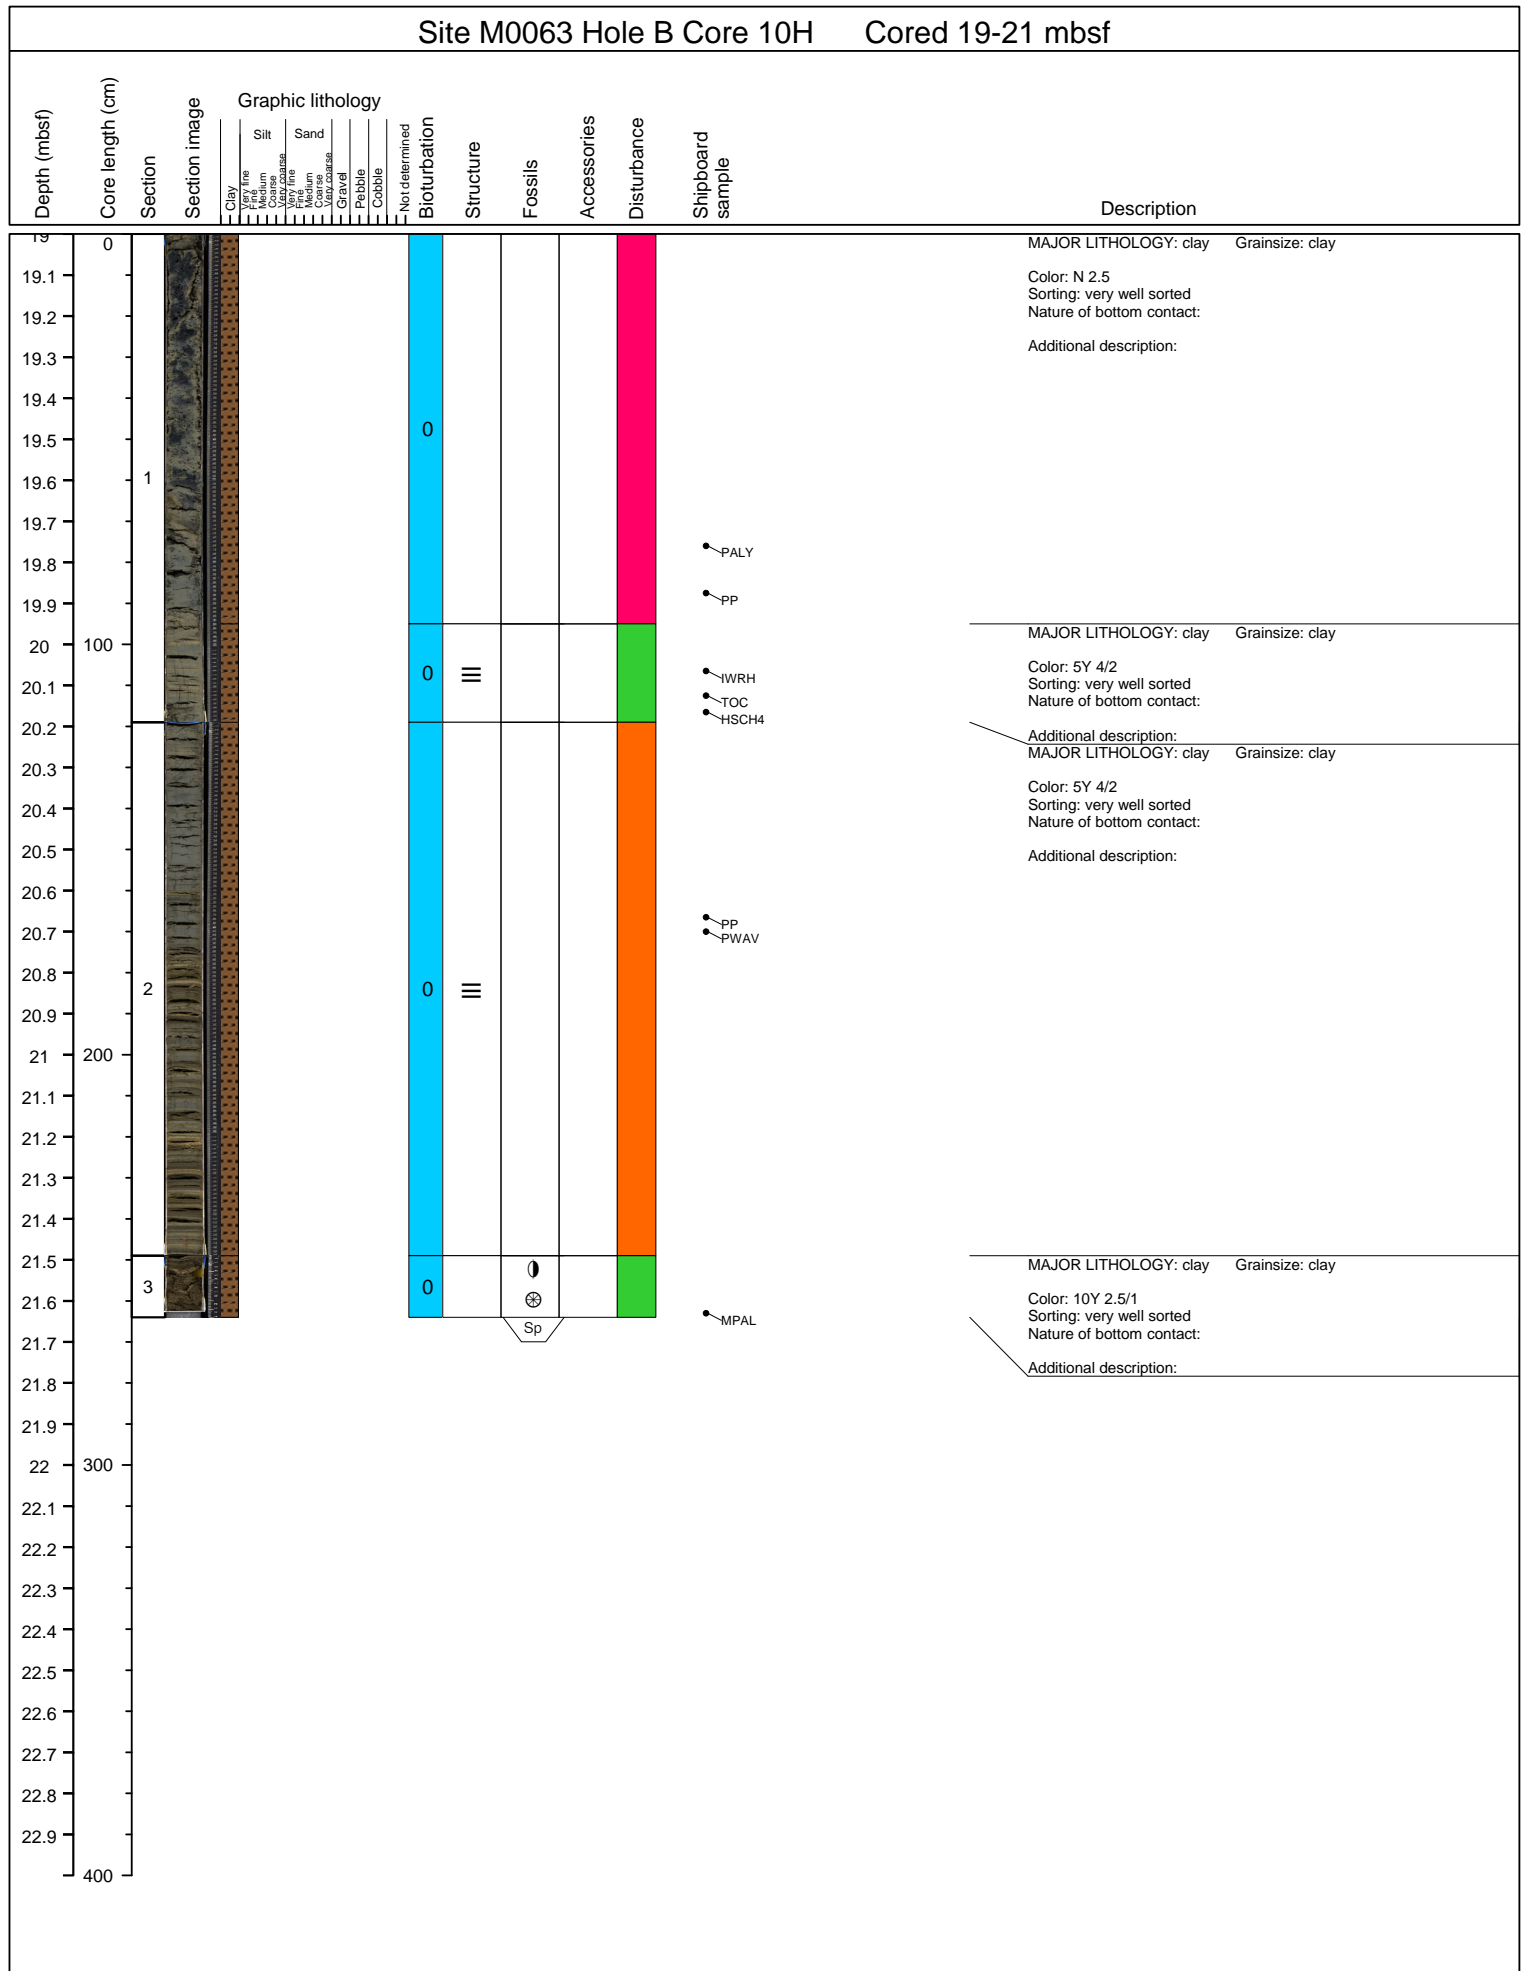 Site M0063 Hole B Core 10H Cored 19-21 mbsf
Depth (mbsf)
Core length (cm)
Section
Section image
Graphic lithology
Clay
Silt
Very fine
Fine
Medium
Coarse
Very coarse
Sand
Very fine
Fine
Medium
Coarse
Very coarse
Gravel
Pebble
Cobble
Not determined
Bioturbation
Structure
Fossils
Accessories
Disturbance
Shipboard
sample
Description
19
19.1
19.2
19.3
19.4
19.5
19.6
19.7
19.8
19.9
20
20.1
20.2
20.3
20.4
20.5
20.6
20.7
20.8
20.9
21
21.1
21.2
21.3
21.4
21.5
21.6
21.7
21.8
21.9
22
22.1
22.2
22.3
22.4
22.5
22.6
22.7
22.8
22.9
0
100
200
300
400
1
2
3
0
0
0
0
Sp
PALY
PP
IWRH
TOC
HSCH4
PP
PWAV
MPAL
MAJOR LITHOLOGY: clay Grainsize: clay
Color: N 2.5
Sorting: very well sorted
Nature of bottom contact:
Additional description:
MAJOR LITHOLOGY: clay Grainsize: clay
Color: 5Y 4/2
Sorting: very well sorted
Nature of bottom contact:
Additional description:
MAJOR LITHOLOGY: clay Grainsize: clay
Color: 5Y 4/2
Sorting: very well sorted
Nature of bottom contact:
Additional description:
MAJOR LITHOLOGY: clay Grainsize: clay
Color: 10Y 2.5/1
Sorting: very well sorted
Nature of bottom contact:
Additional description: